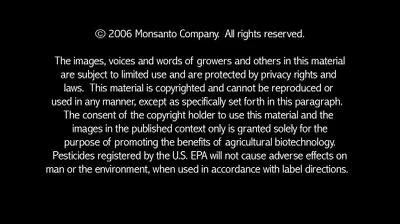 © 2006 Monsanto Company.  All rights reserved.
The images, voices and words of growers and others in this material
are subject to limited use and are protected by privacy rights and
laws.  This material is copyrighted and cannot be reproduced or
used in any manner, except as specifically set forth in this paragraph.
The consent of the copyright holder to use this material and the
images in the published context only is granted solely for the
purpose of promoting the benefits of agricultural biotechnology.
Pesticides registered by the U.S. EPA will not cause adverse effects on
man or the environment, when used in accordance with label directions.